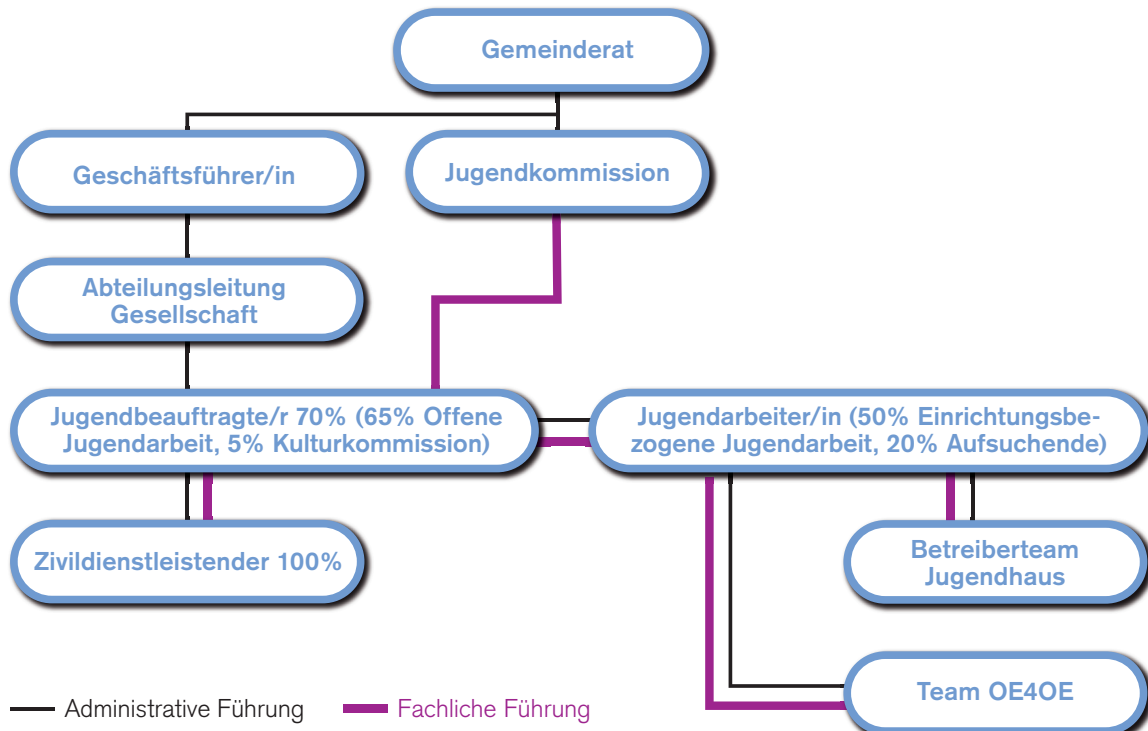 Gemeinderat
Geschäftsführer/in
Jugendkommission
Abteilungsleitung
Gesellschaft
Jugendbeauftragte/r 70% (65% Offene
Jugendarbeit, 5% Kulturkommission)
Jugendarbeiter/in (50% Einrichtungsbe-
zogene Jugendarbeit, 20% Aufsuchende)
Zivildienstleistender 100%
Betreiberteam
Jugendhaus
Team OE4OE
Administrative Führung
Fachliche Führung